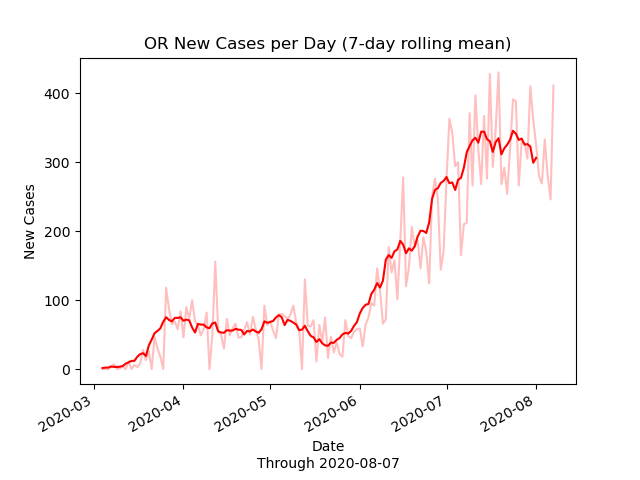 OR New Cases per Day (7-day rolling mean)
New Cases
400
300
200
100
0
2020-03
2020-04
2020-05
2020-06
2020-07
2020-08
Date
Through 2020-08-07